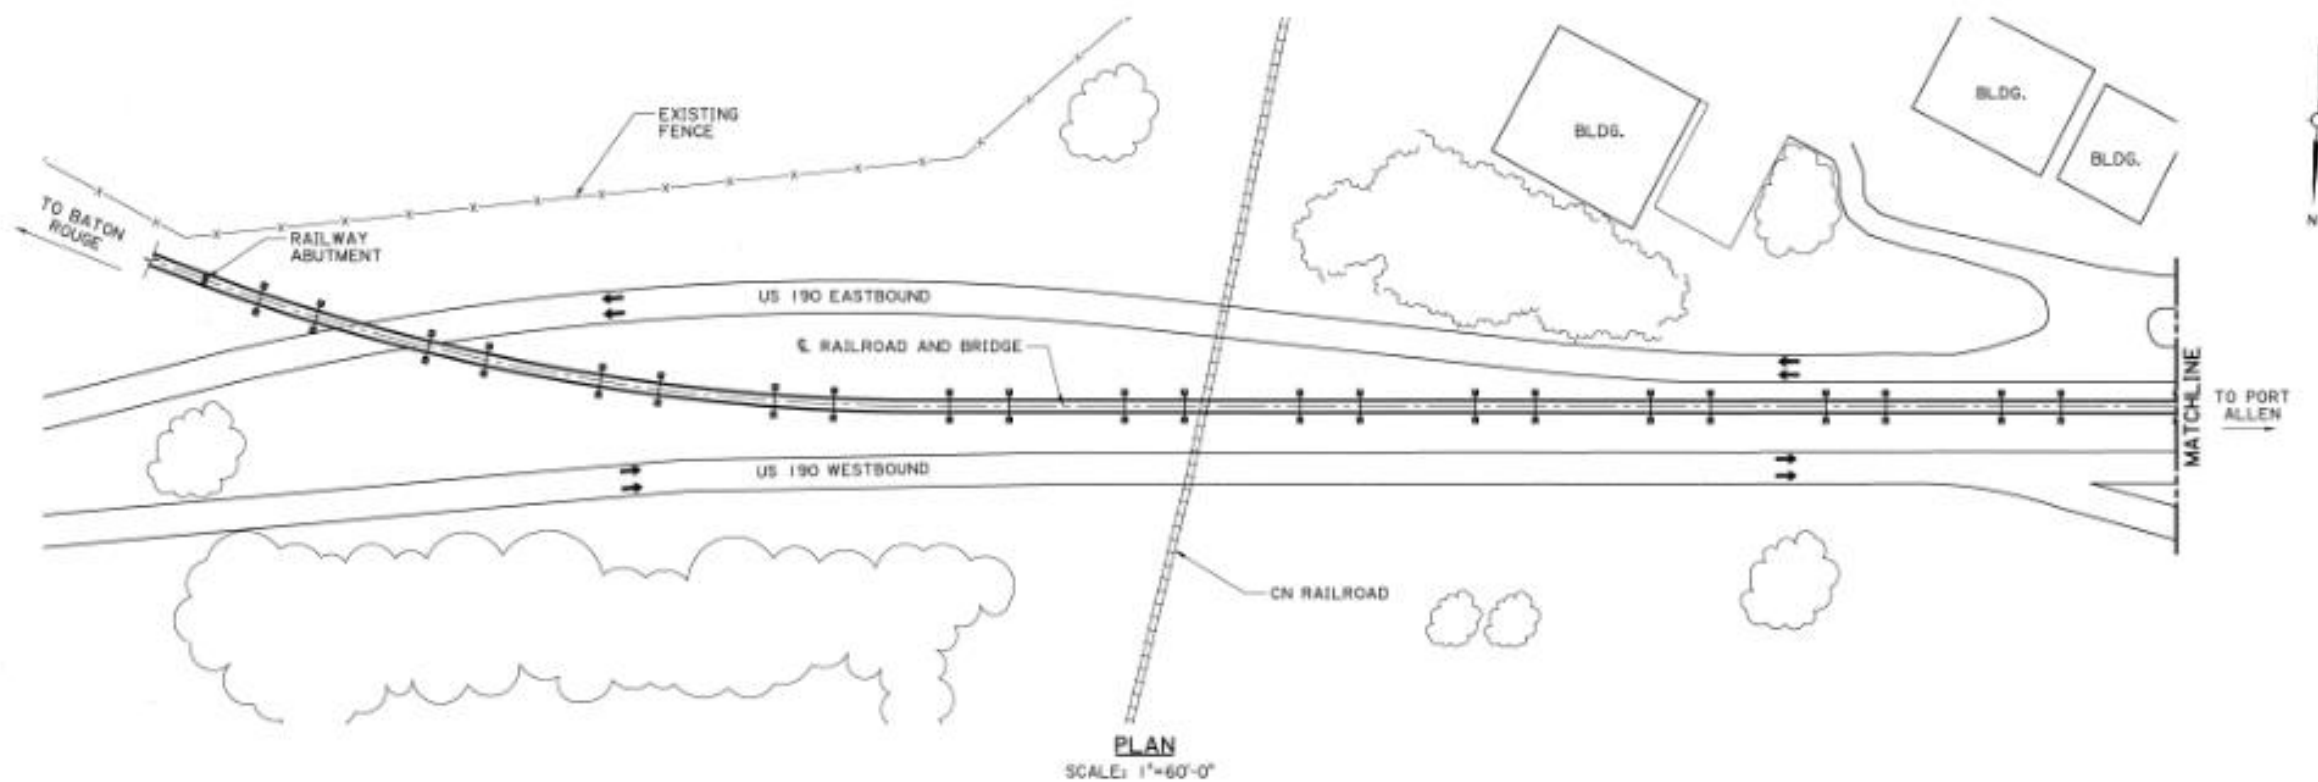 EXISTING
FENCE
BLDG.
BLDG.
BLDG.
TO BATON
ROUGE
RAILWAY
ABUTMENT
N
US 190 EASTBOUND
℄ RAILROAD AND BRIDGE
MATCHLINE
TO PORT
ALLEN
US 190 WESTBOUND
CN RAILROAD
PLAN
SCALE: 1"=60'-0"